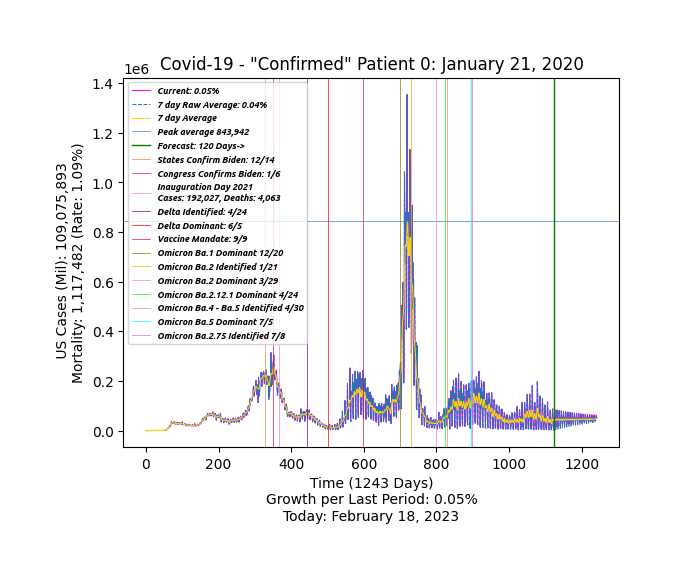 Covid-19 - "Confirmed" Patient 0: January 21, 2020
1e6
1.4
1.2
1.0
0.8
0.6
0.4
0.2
0.0
US Cases (Mil): 109,075,893
Mortality: 1,117,482 (Rate: 1.09%)
Current: 0.05%
7 day Raw Average: 0.04%
7 day Average
Peak average 843,942
Forecast: 120 Days->
States Confirm Biden: 12/14
Congress Confirms Biden: 1/6
Inauguration Day 2021
Cases: 192,027, Deaths: 4,063
Delta Identified: 4/24
Delta Dominant: 6/5
Vaccine Mandate: 9/9
Omicron Ba.1 Dominant 12/20
Omicron Ba.2 Identified 1/21
Omicron Ba.2 Dominant 3/29
Omicron Ba.2.12.1 Dominant 4/24
Omicron Ba.4 - Ba.5 Identified 4/30
Omicron Ba.5 Dominant 7/5
Omicron Ba.2.75 Identified 7/8
0 200 400 600 800 1000 1200
Time (1243 Days)
Growth per Last Period: 0.05%
Today: February 18, 2023